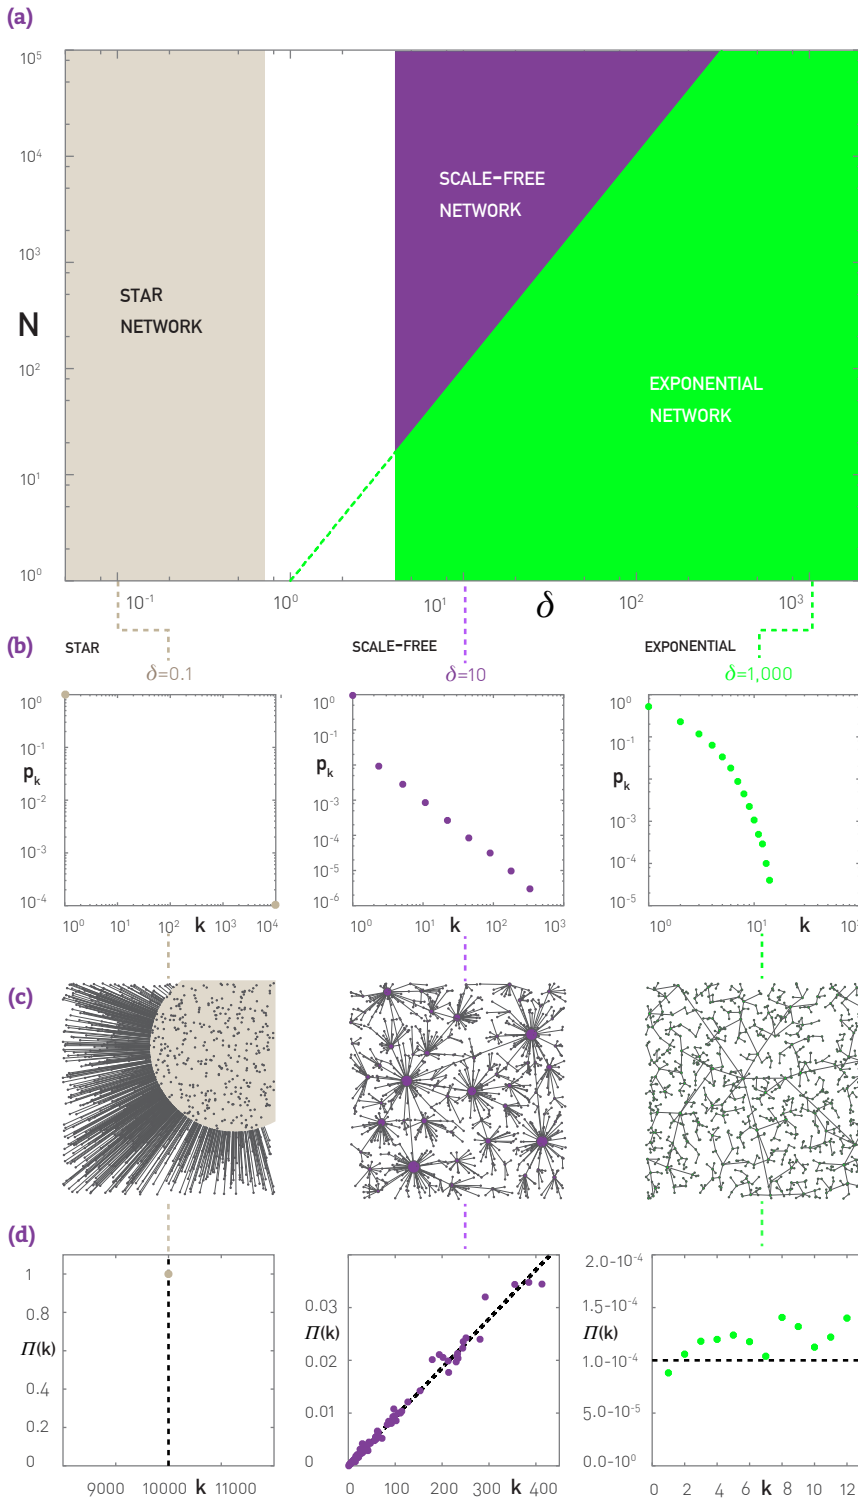 (a)
10^5
10^4
10^3
10^2
10^1
10^0
N
STAR
NETWORK
SCALE-FREE
NETWORK
EXPONENTIAL
NETWORK
10^-1 10^0 10^1 δ 10^2 10^3
(b)
STAR
SCALE-FREE
EXPONENTIAL
δ=0.1
δ=10
δ=1,000
10^0
10^-1
p_k
10^-2
10^-3
10^-4
10^0 10^1 10^2 k 10^3 10^4
10^0
10^-1
p_k
10^-3
10^-4
10^-5
10^-6
10^0 10^1 k 10^2 10^3
10^0
10^-1
p_k
10^-3
10^-4
10^-5
10^0 10^1 k 10^2
(c)
(d)
1
0.8
Π(k)
0.6
0.4
0.2
0
9000 10000 k 11000
0.03
Π(k)
0.02
0.01
0
0 100 200 k 300 400
2.0-10^-4
1.5-10^-4
Π(k)
1.0-10^-4
5.0-10^-5
0.0-10^0
0 2 4 6 k 8 10 12